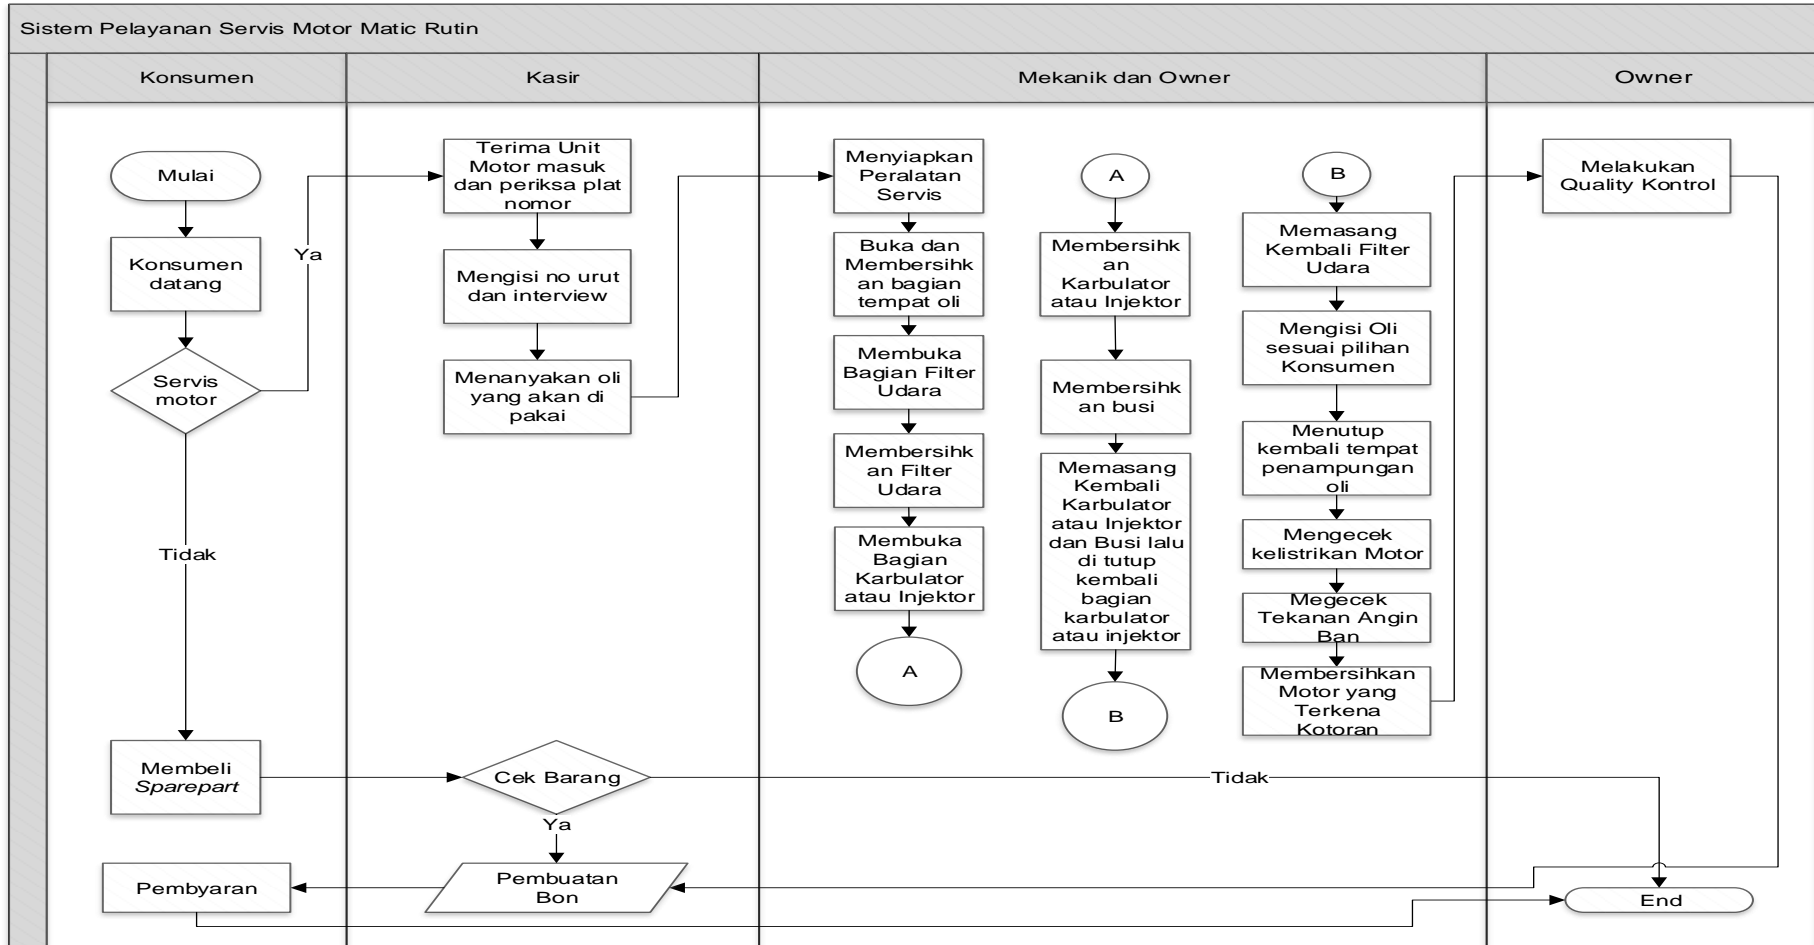 Sistem Pelayanan Servis Motor Matic Rutin
Konsumen
Kasir
Mekanik dan Owner
Owner
Mulai
Konsumen
datang
Servis
motor
Ya
Tidak
Membeli
Sparepart
Pembyaran
Terima Unit
Motor masuk
dan periksa plat
nomor
Mengisi no urut
dan interview
Menanyakan oli
yang akan di
pakai
Cek Barang
Ya
Tidak
Pembuatan
Bon
Menyiapkan
Peralatan
Servis
Buka dan
Membersihk
an bagian
tempat oli
Membuka
Bagian Filter
Udara
Membersihk
an Filter
Udara
Membuka
Bagian
Karbulator
atau Injektor
A
A
Membersihk
an
Karbulator
atau Injektor
Membersihk
an busi
Memasang
Kembali
Karbulator
atau Injektor
dan Busi lalu
di tutup
kembali
bagian
karbulator
atau injektor
B
B
Memasang
Kembali Filter
Udara
Mengisi Oli
sesuai pilihan
Konsumen
Menutup
kembali tempat
penampungan
oli
Mengecek
kelistrikan Motor
Megecek
Tekanan Angin
Ban
Membersihkan
Motor yang
Terkena
Kotoran
Melakukan
Quality Kontrol
End